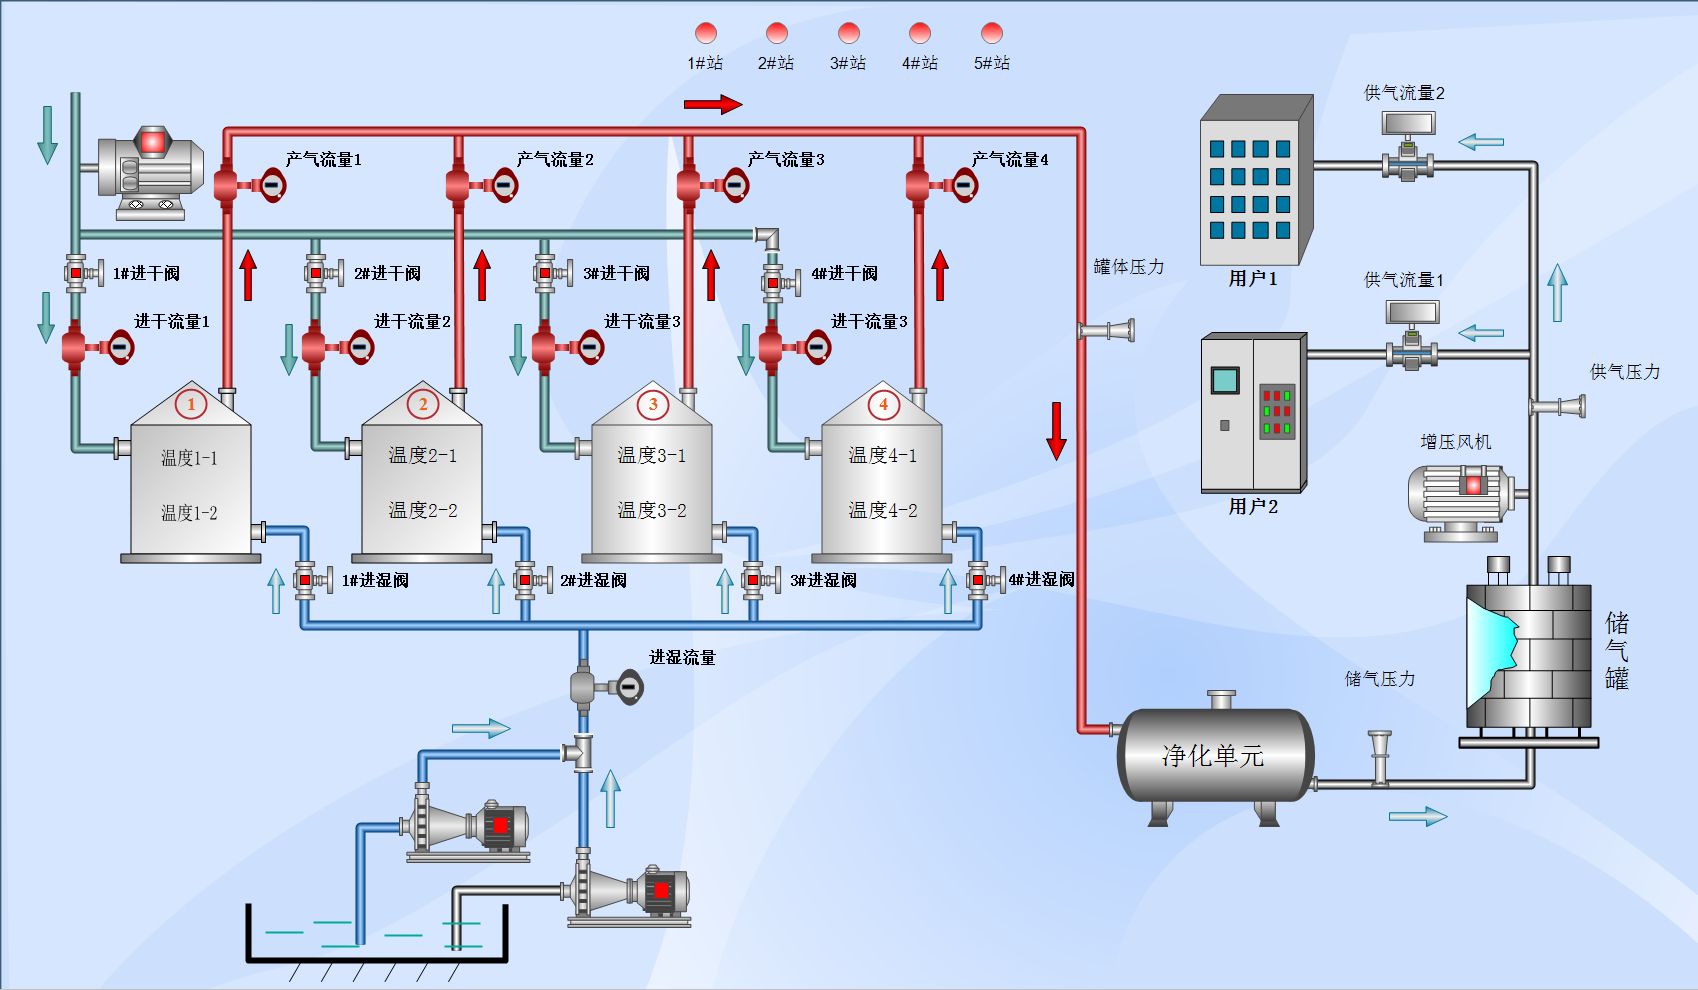 1#站
2#站
3#站
4#站
5#站
供气流量2
产气流量1
产气流量2
产气流量3
产气流量4
1#进干阀
2#进干阀
3#进干阀
4#进干阀
罐体压力
用户1
供气流量1
进干流量1
进干流量2
进干流量3
进干流量3
供气压力
1
2
3
4
温度1-1
温度2-1
温度3-1
温度4-1
增压风机
温度1-2
温度2-2
温度3-2
温度4-2
用户2
1#进湿阀
2#进湿阀
3#进湿阀
4#进湿阀
储气罐
进湿流量
储气压力
净化单元